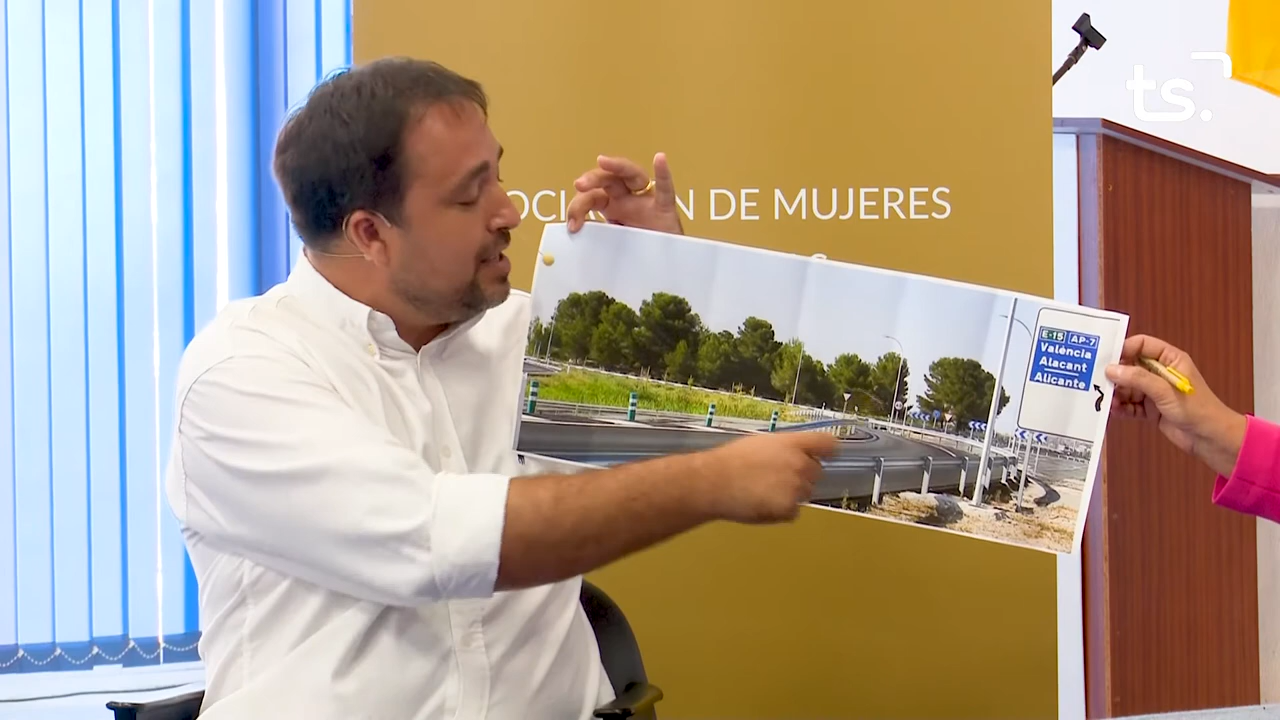 ts.
OCI N DE MUJERES
E-15 AP-7
València
Alacant
Alicante